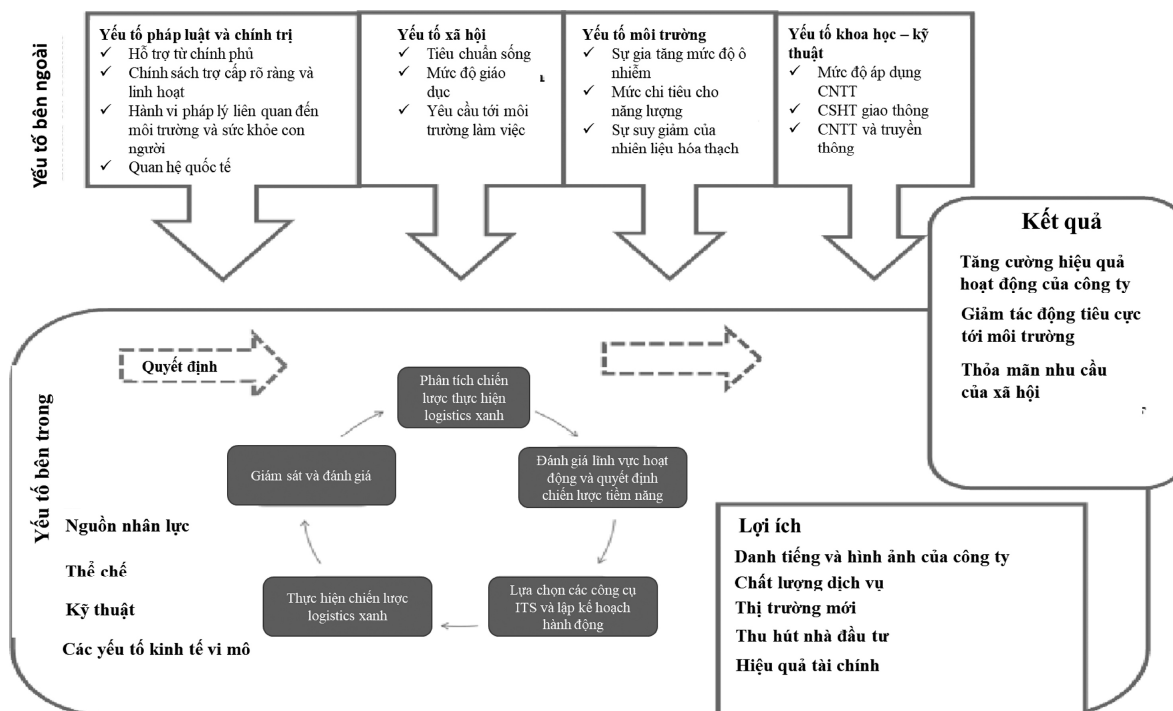 Yếu tố bên ngoài
Yếu tố pháp luật và chính trị
✓ Hỗ trợ từ chính phủ
✓ Chính sách trợ cấp rõ ràng và
linh hoạt
✓ Hành vi pháp lý liên quan đến
môi trường và sức khỏe con
người
✓ Quan hệ quốc tế
Yếu tố xã hội
✓ Tiêu chuẩn sống
✓ Mức độ giáo
dục
✓ Yêu cầu tới môi
trường làm việc
Yếu tố môi trường
✓ Sự gia tăng mức độ ô
nhiễm
✓ Mức chi tiêu cho
năng lượng
✓ Sự suy giảm của
nhiên liệu hóa thạch
Yếu tố khoa học – kỹ
thuật
✓ Mức độ áp dụng
CNTT
✓ CSHT giao thông
✓ CNTT và truyền
thông
Kết quả
Tăng cường hiệu quả
hoạt động của công ty
Giảm tác động tiêu cực
tới môi trường
Thỏa mãn nhu cầu
của xã hội
Quyết định
Phân tích chiến
lược thực hiện
logistics xanh
Đánh giá lĩnh vực hoạt
động và quyết định
chiến lược tiềm năng
Lựa chọn các công cụ
ITS và lập kế hoạch
hành động
Thực hiện chiến lược
logistics xanh
Giảm sát và đánh giá
Yếu tố bên trong
Nguồn nhân lực
Thể chế
Kỹ thuật
Các yếu tố kinh tế vi mô
Lợi ích
Danh tiếng và hình ảnh của công ty
Chất lượng dịch vụ
Thị trường mới
Thu hút nhà đầu tư
Hiệu quả tài chính